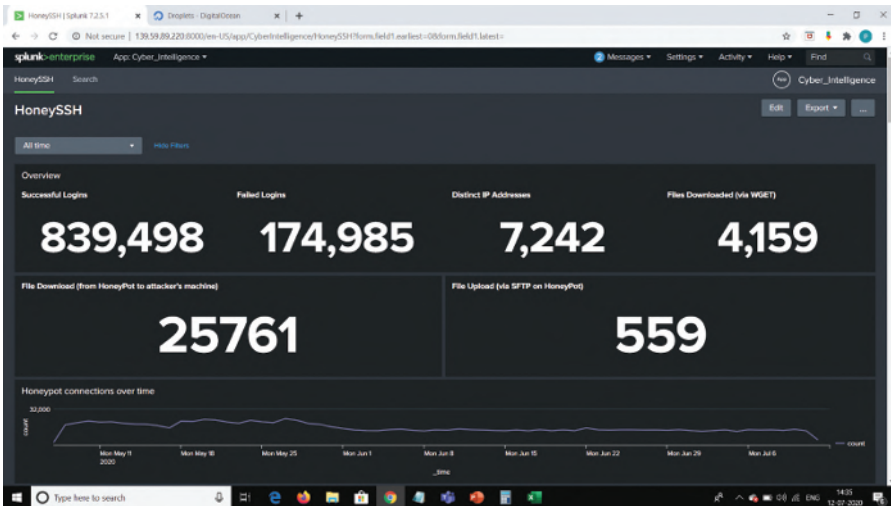 HoneySSH | Splunk 7.2.5.1
Droplets - DigitalOcean
Not secure | 139.59.89.220:8000/en-US/app/CyberIntelligence/HoneySSH?form.field1.earliest=0&form.field1.latest=
splunk>enterprise App: Cyber_Intelligence
2 Messages Settings Activity Help Find
HoneySSH Search
App Cyber_Intelligence
HoneySSH
Edit Export ...
All time Hide Filters
Overview
Successful Logins Failed Logins Distinct IP Addresses Files Downloaded (via WGET)
839,498 174,985 7,242 4,159
File Download (from HoneyPot to attacker's machine) File Upload (via SFTP on HoneyPot)
25761 559
Honeypot connections over time
32,000
count
count
Mon May 11 Mon May 18 Mon May 25 Mon Jun 1 Mon Jun 8 Mon Jun 15 Mon Jun 22 Mon Jun 29 Mon Jul 6
2020
_time
Type here to search
ENG 14:35
12-07-2020